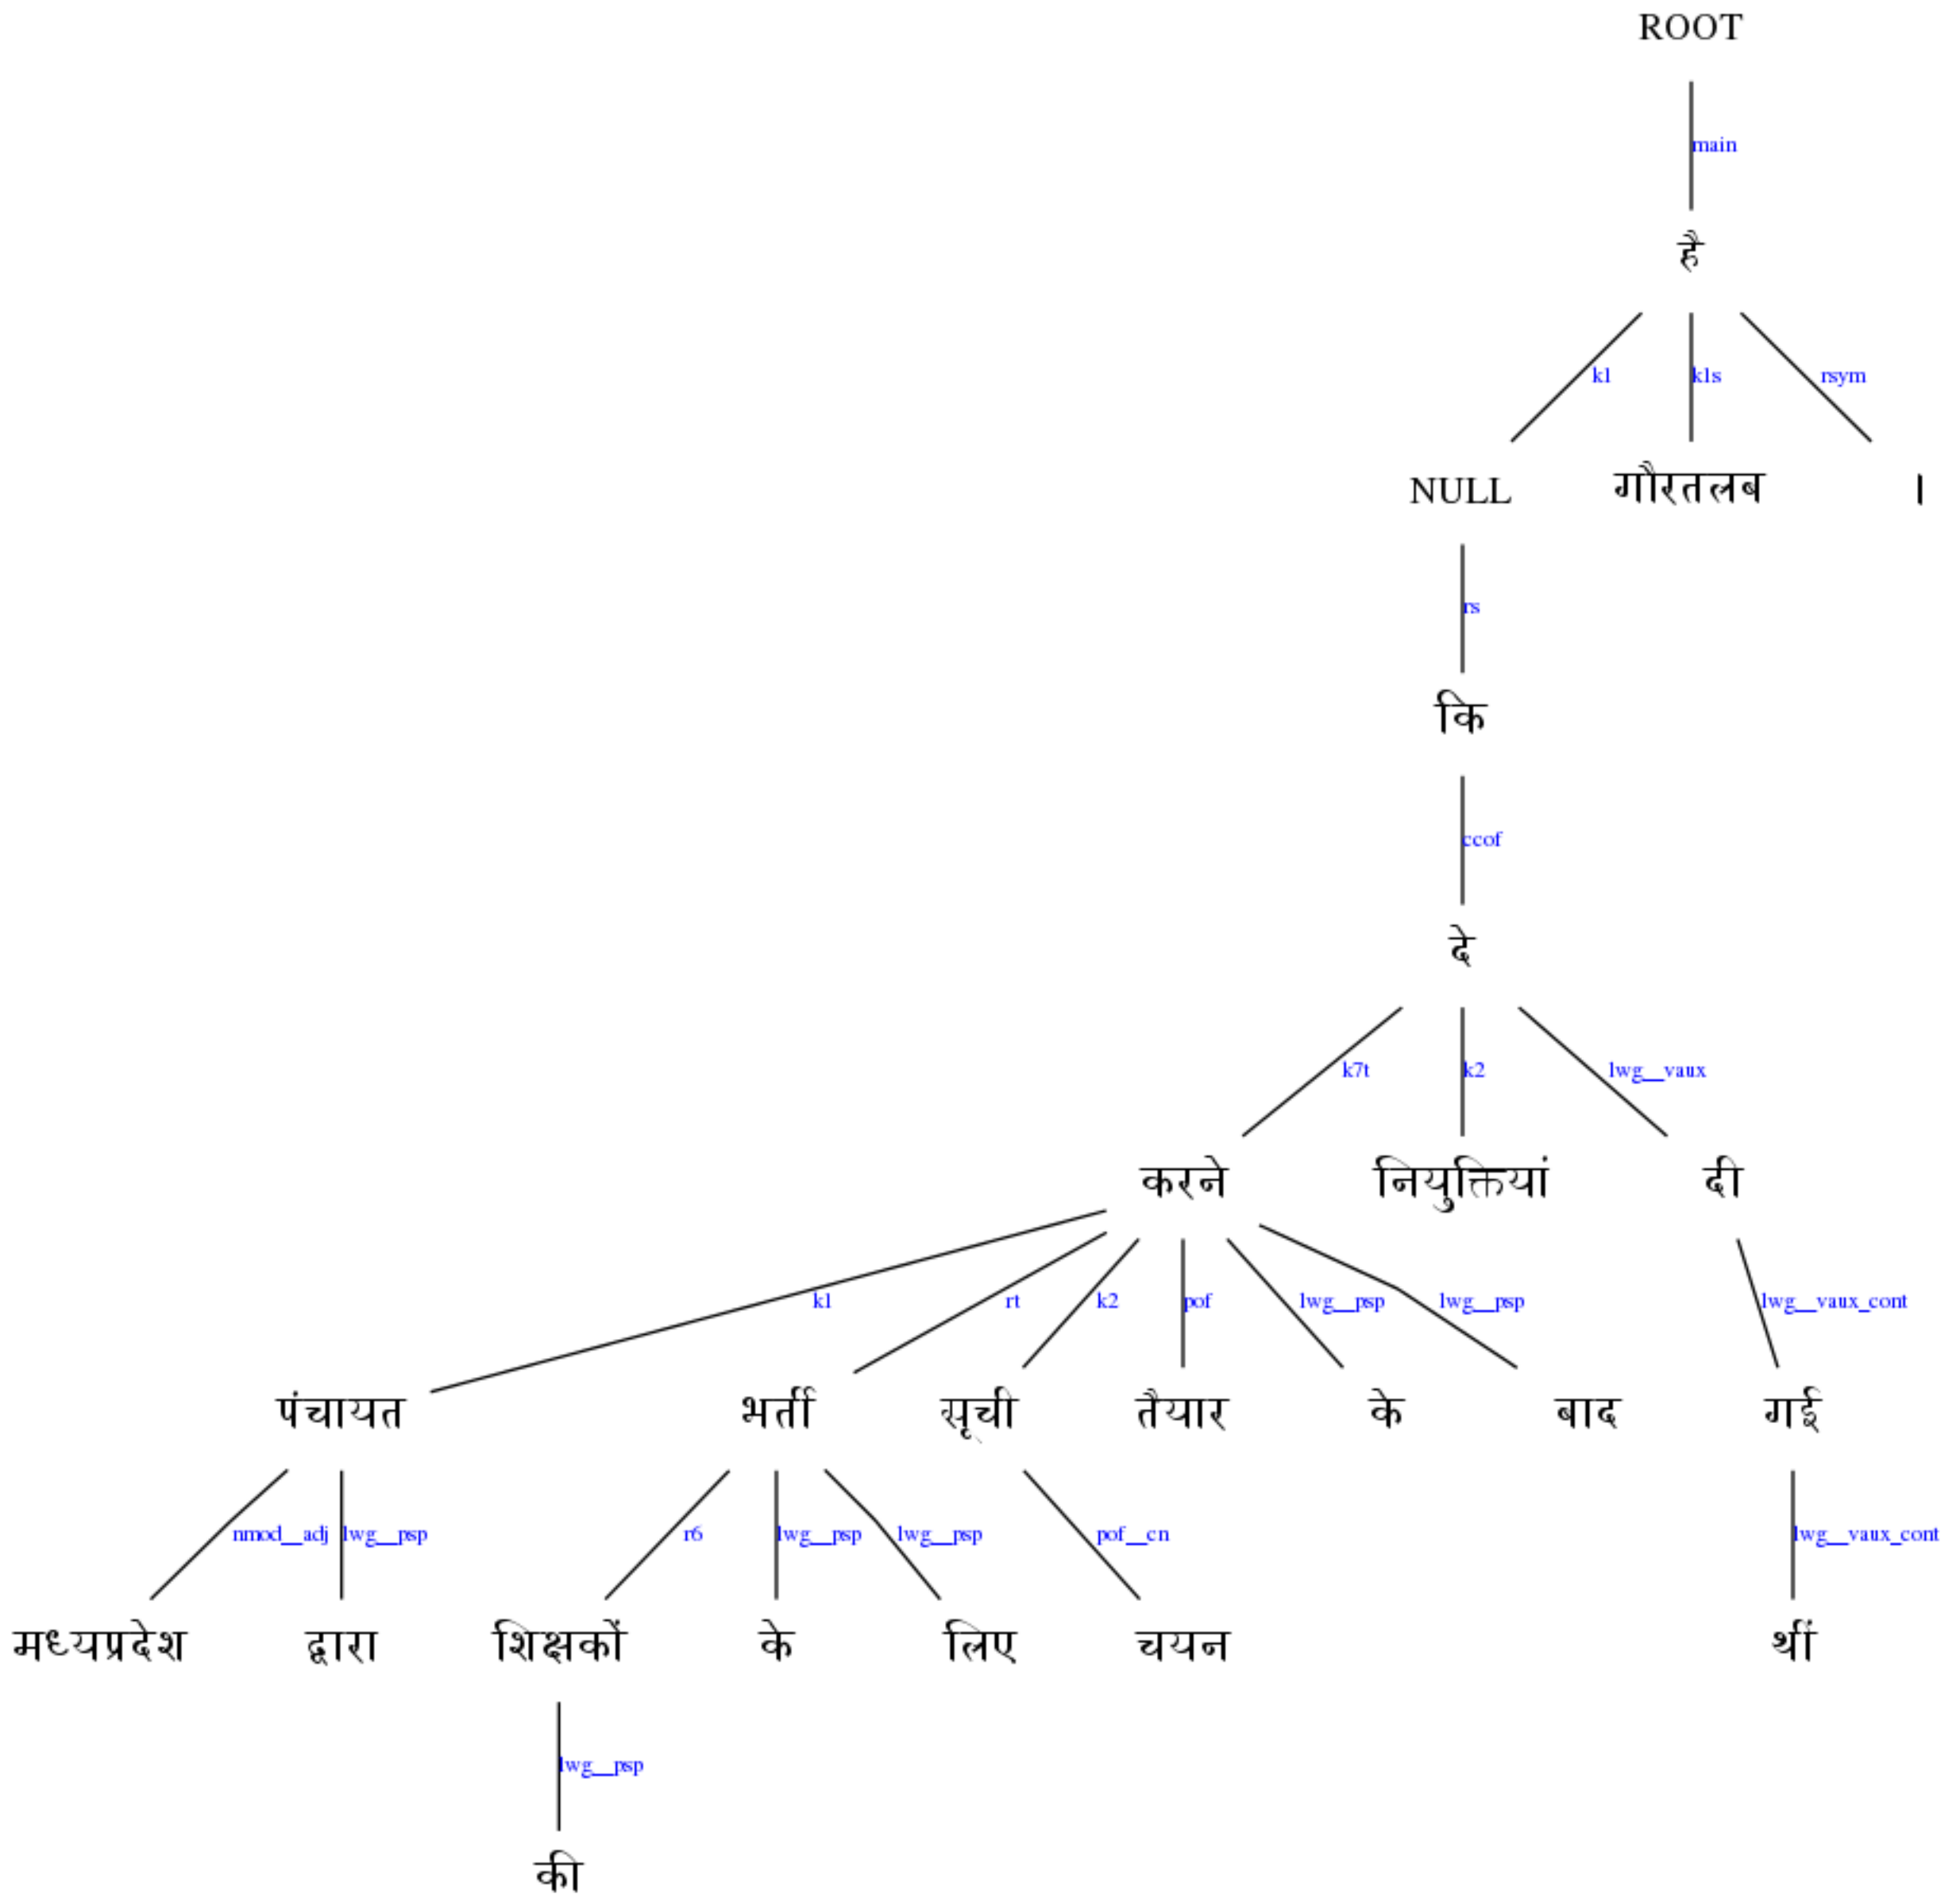 ROOT
main
है
k1 k1s rsym
NULL गौरतलब ।
rs
कि
ccof
दे
k7t k2 lwg__vaux
करने नियुक्तियां दी
k1 rt k2 pof lwg__psp lwg__psp lwg__vaux_cont
पंचायत भर्ती सूची तैयार के बाद गई
nmod__adj lwg__psp r6 lwg__psp lwg__psp pof__cn lwg__vaux_cont
मध्यप्रदेश द्वारा शिक्षकों के लिए चयन थीं
lwg__psp
की